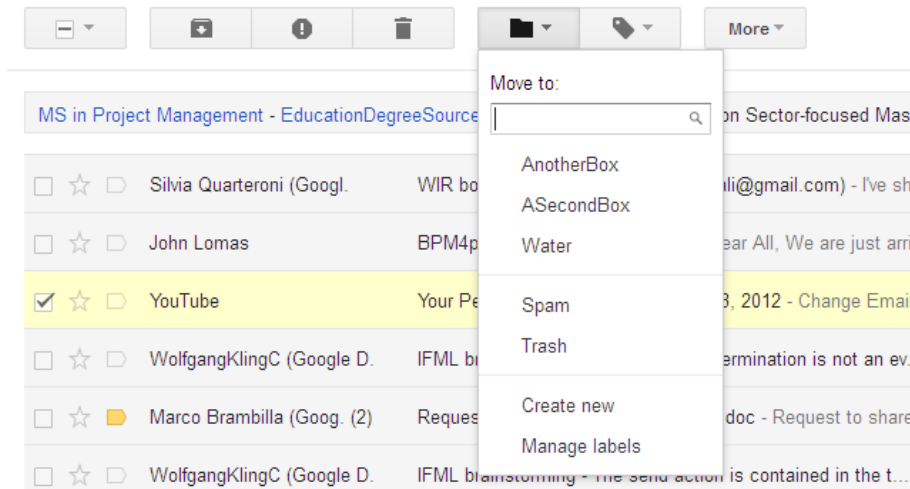 More
Move to:
MS in Project Management - EducationDegreeSource on Sector-focused Mas
AnotherBox
Silvia Quarteroni (Googl. WIR bo li@gmail.com) - I've sh
ASecondBox
John Lomas BPM4p ear All, We are just arri
Water
YouTube Your Pe 3, 2012 - Change Emai
Spam
Trash
WolfgangKlingC (Google D. IFML br ermination is not an ev.
Create new
Marco Brambilla (Goog. (2) Reques doc - Request to share
Manage labels
WolfgangKlingC (Google D. IFML brainstorming - The send action is contained in the t...